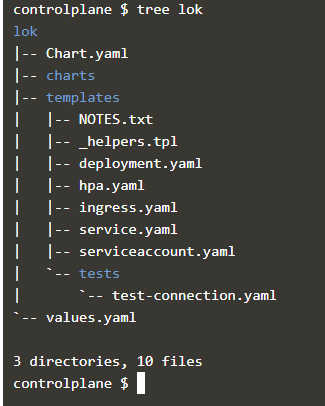 controlplane $ tree lok
lok
|-- Chart.yaml
|-- charts
|-- templates
|   |-- NOTES.txt
|   |-- _helpers.tpl
|   |-- deployment.yaml
|   |-- hpa.yaml
|   |-- ingress.yaml
|   |-- service.yaml
|   |-- serviceaccount.yaml
|   `-- tests
|       `-- test-connection.yaml
`-- values.yaml

3 directories, 10 files
controlplane $